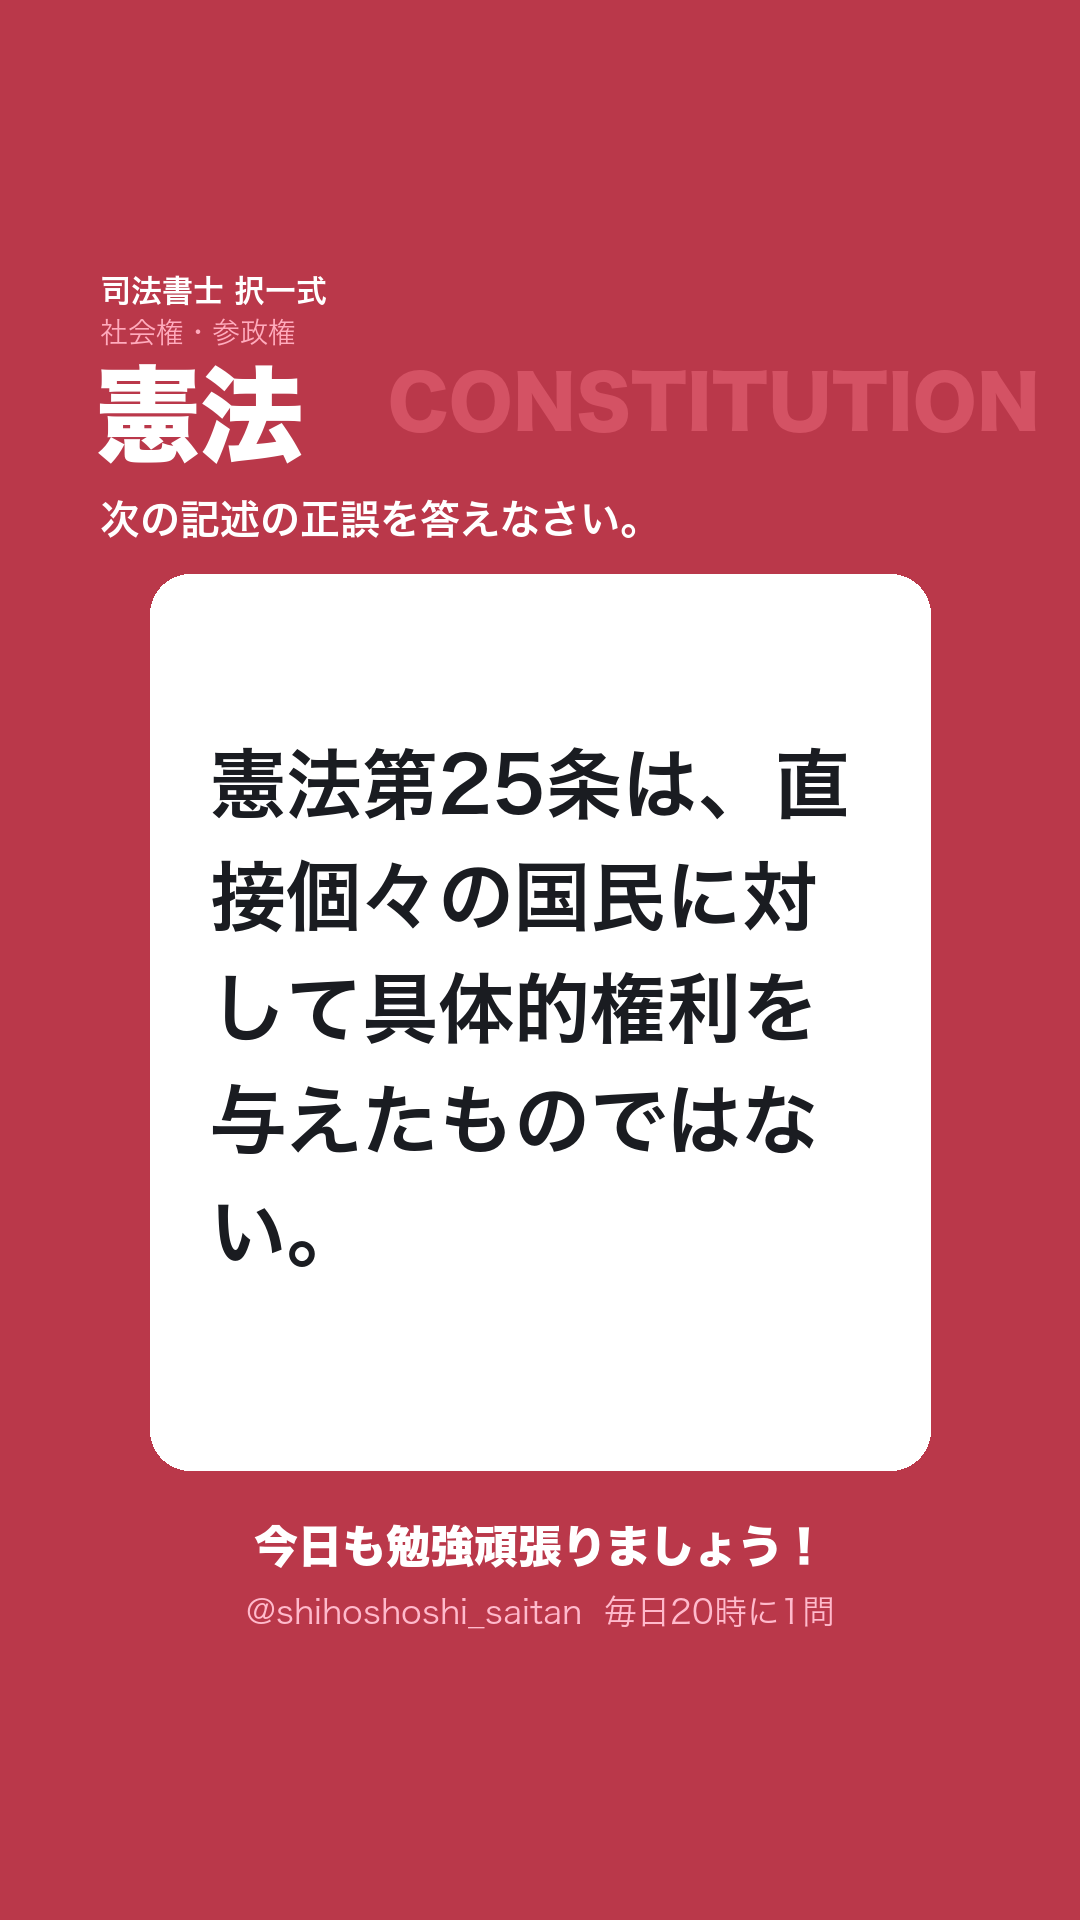 司法書士 択一式
社会権・参政権
憲法
CONSTITUTION
次の記述の正誤を答えなさい。
憲法第25条は、直
接個々の国民に対
して具体的権利を
与えたものではな
い。
今日も勉強頑張りましょう！
@shihoshoshi_saitan 毎日20時に1問